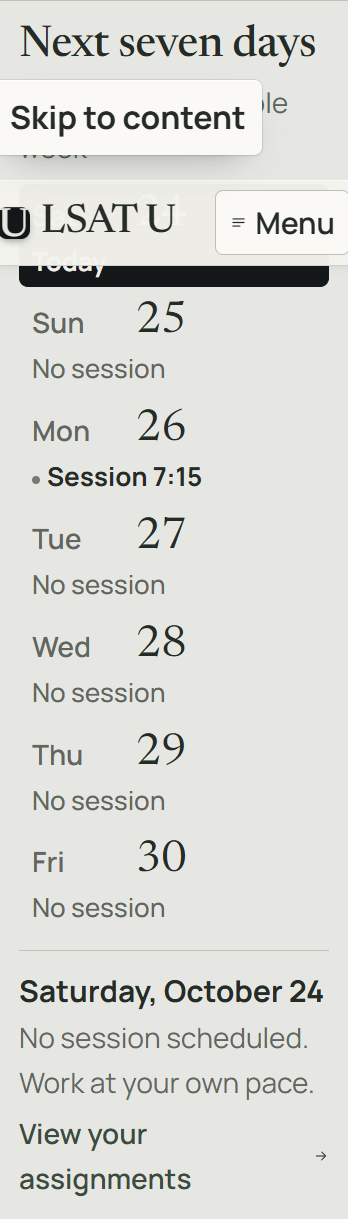 Next seven days
Skip to content
U LSAT U
Menu
Today
Sun 25
No session
Mon 26
Session 7:15
Tue 27
No session
Wed 28
No session
Thu 29
No session
Fri 30
No session
Saturday, October 24
No session scheduled.
Work at your own pace.
View your
assignments